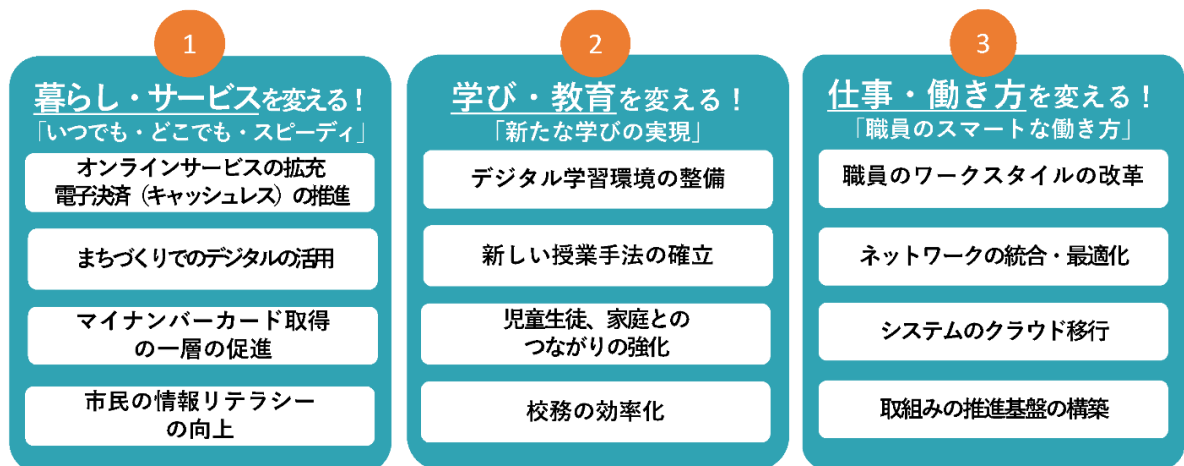 1
暮らし・サービスを変える！
「いつでも・どこでも・スピーディ」
オンラインサービスの拡充
電子決済（キャッシュレス）の推進
まちづくりでのデジタルの活用
マイナンバーカード取得
の一層の促進
市民の情報リテラシー
の向上
2
学び・教育を変える！
「新たな学びの実現」
デジタル学習環境の整備
新しい授業手法の確立
児童生徒、家庭との
つながりの強化
校務の効率化
3
仕事・働き方を変える！
「職員のスマートな働き方」
職員のワークスタイルの改革
ネットワークの統合・最適化
システムのクラウド移行
取組みの推進基盤の構築